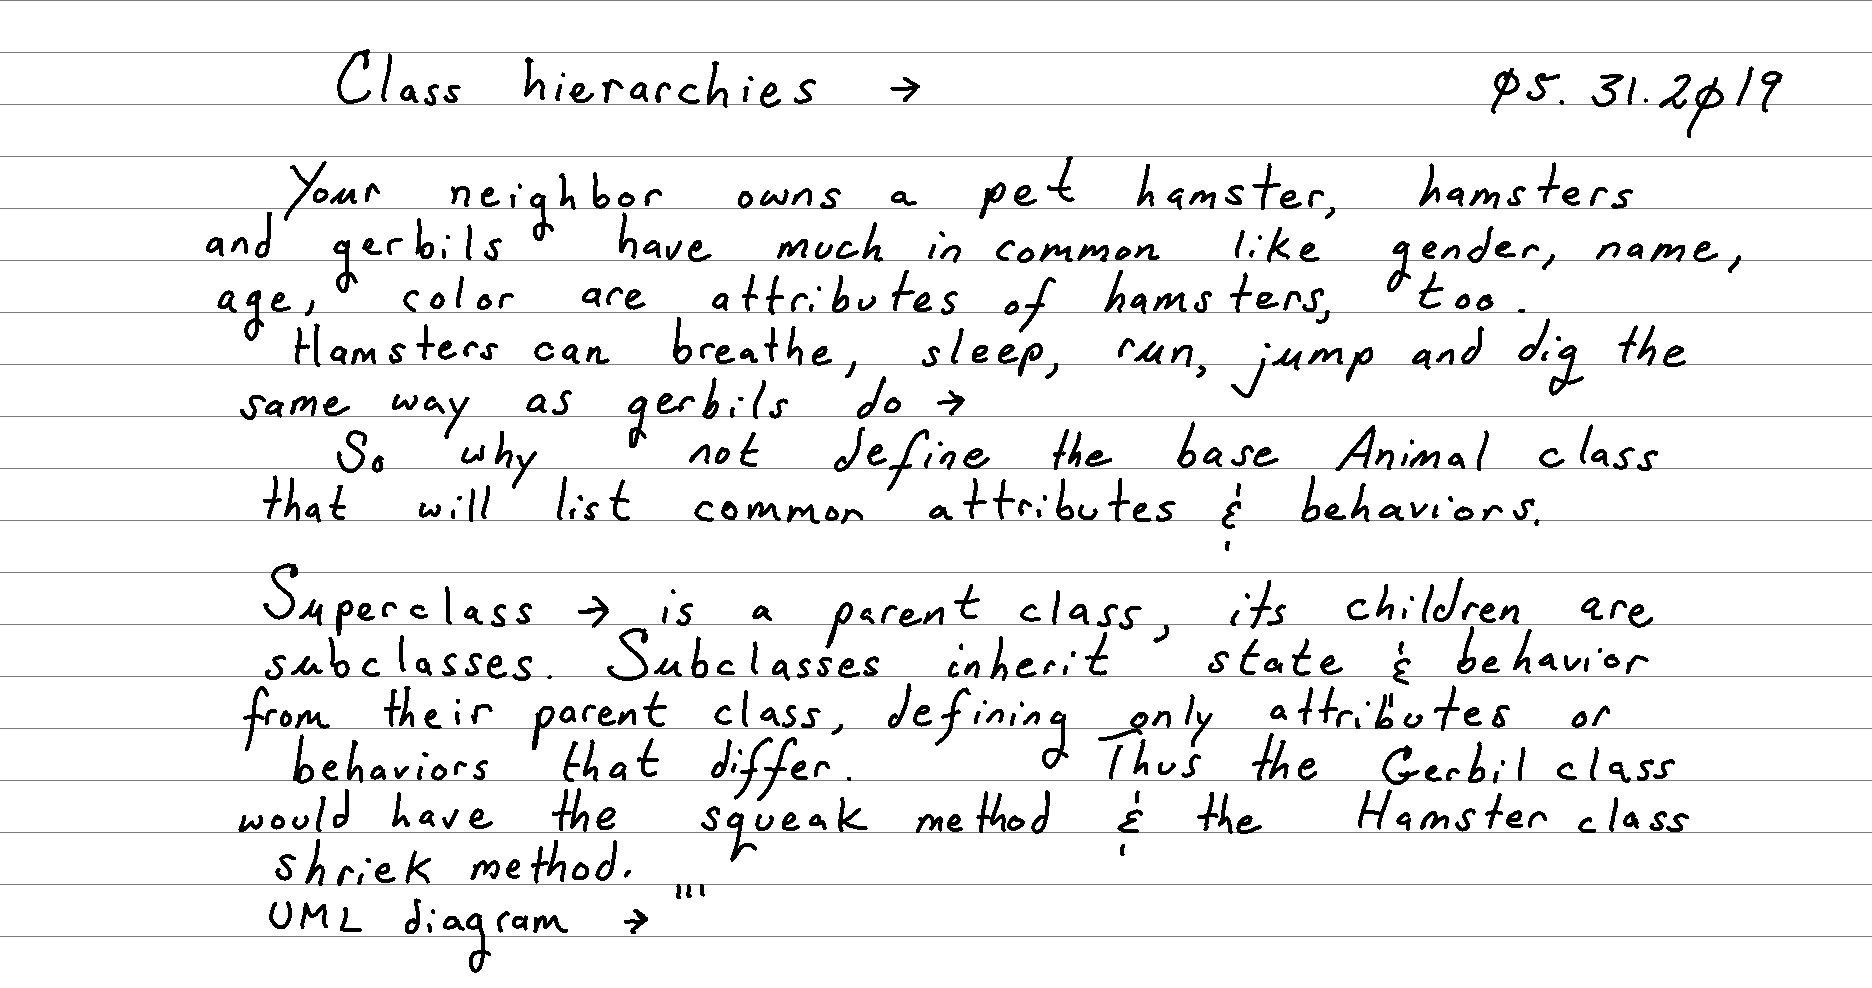 Class hierarchies → 05.31.2019
Your neighbor owns a pet hamster, hamsters
and gerbils have much in common like gender, name,
age, color are attributes of hamsters, too.
Hamsters can breathe, sleep, run, jump and dig the
same way as gerbils do →
So why not define the base Animal class
that will list common attributes & behaviors.
Superclass → is a parent class, its children are
subclasses. Subclasses inherit state & behavior
from their parent class, defining only attributes or
behaviors that differ. Thus the Gerbil class
would have the squeak method & the Hamster class
shriek method.
UML diagram →